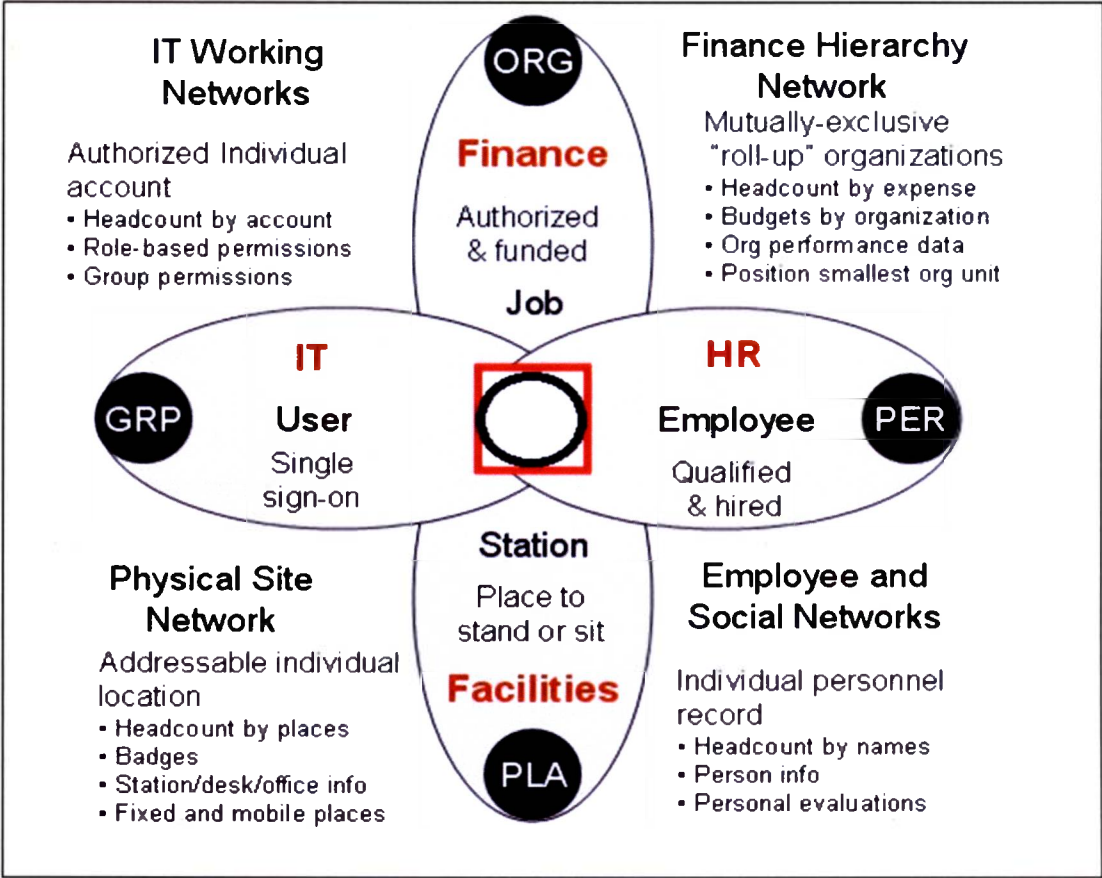 IT Working
Networks
Authorized Individual
account
• Headcount by account
• Role-based permissions
• Group permissions
ORG
Finance
Authorized
& funded
Job
Finance Hierarchy
Network
Mutually-exclusive
"roll-up" organizations
• Headcount by expense
• Budgets by organization
• Org performance data
• Position smallest org unit
GRP
IT
User
Single
sign-on
HR
Employee
Qualified
& hired
PER
Physical Site
Network
Addressable individual
location
• Headcount by places
• Badges
• Station/desk/office info
• Fixed and mobile places
Station
Place to
stand or sit
Facilities
PLA
Employee and
Social Networks
Individual personnel
record
• Headcount by names
• Person info
• Personal evaluations